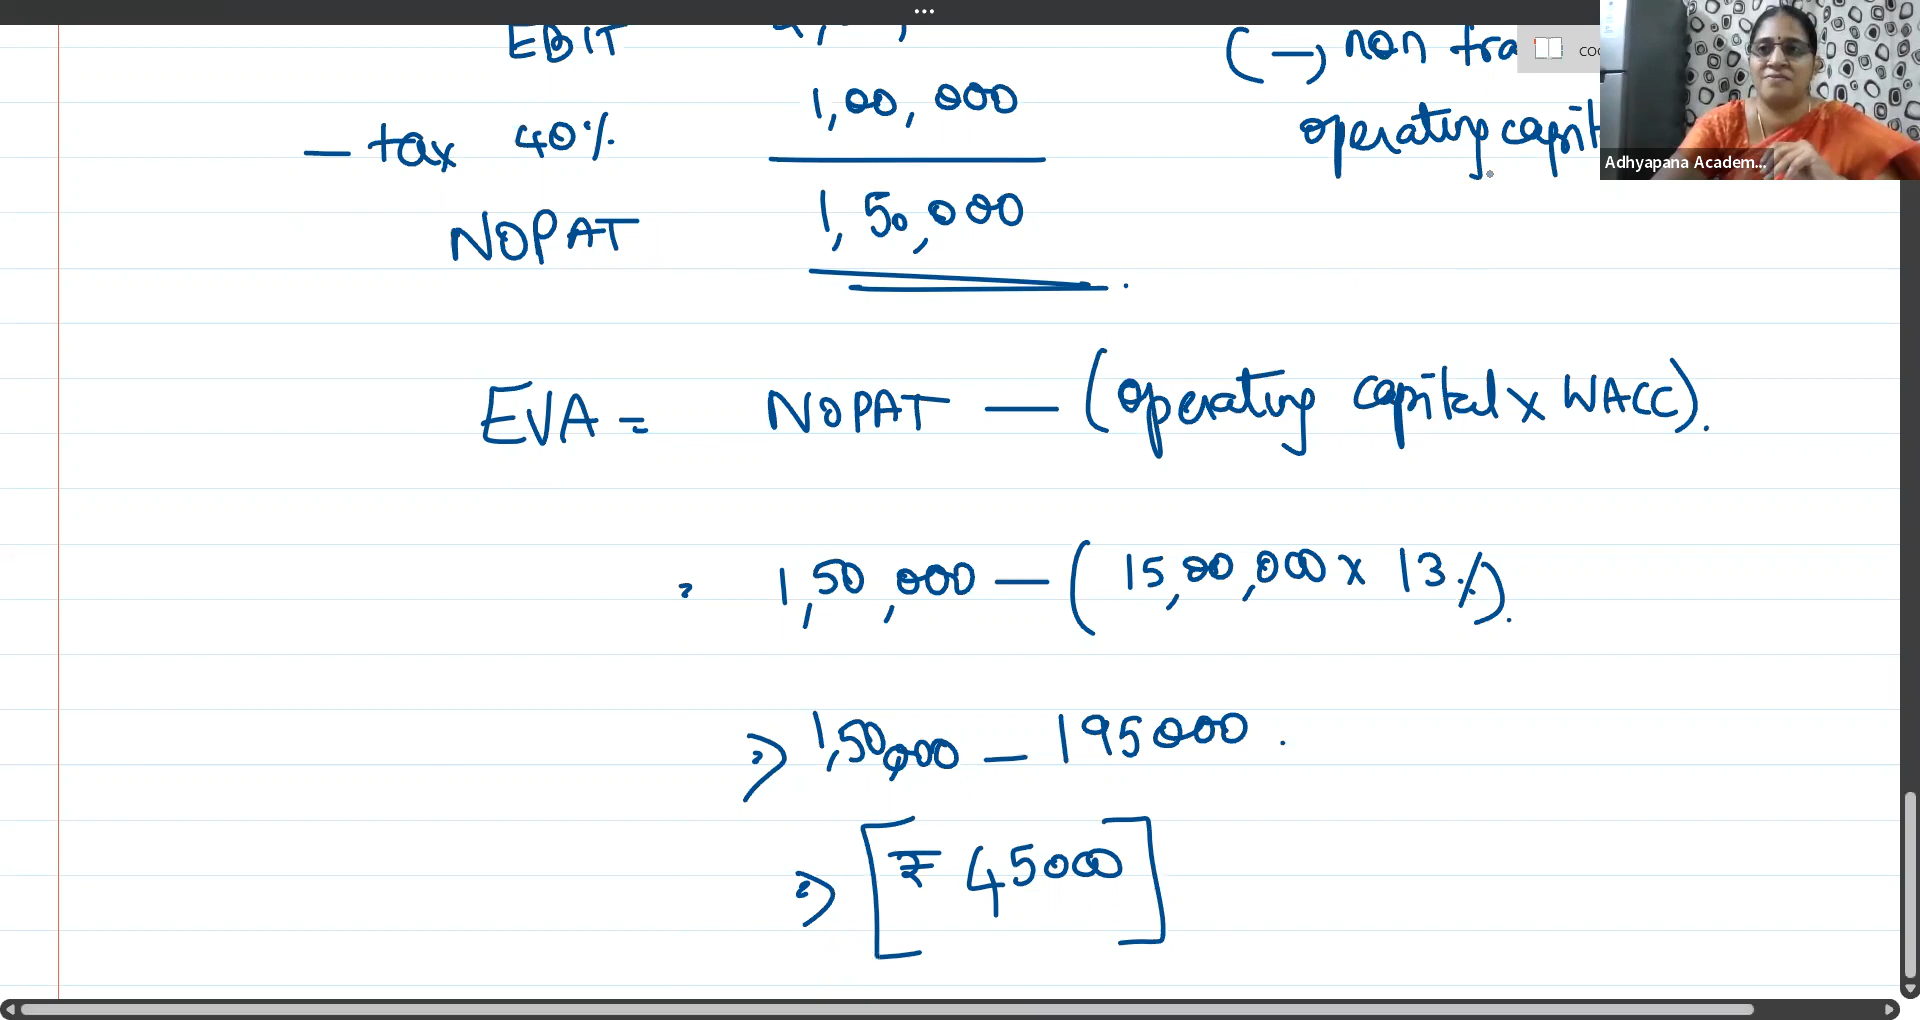 ...
EBIT
(–) non tra
1,00,000
– tax 40%
operating capit
Adhyapana Academ...
NOPAT 1,50,000
EVA = NOPAT – (operating capital x WACC).
= 1,50,000 – (15,00,000 x 13%).
⇒ 1,50,000 – 195000.
⇒ [₹ 45000]